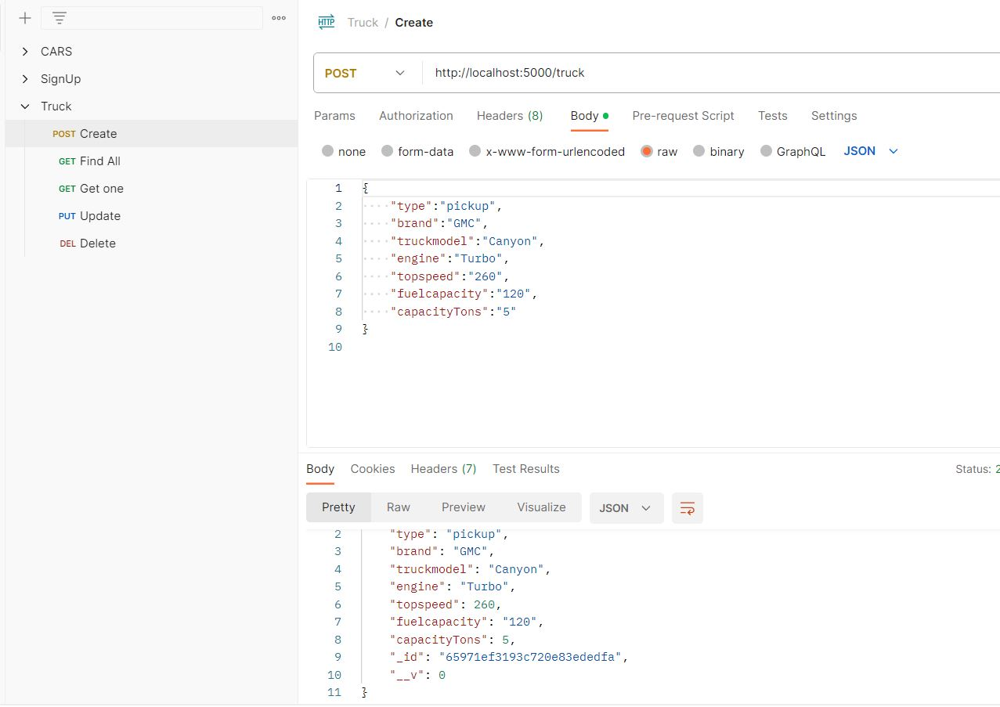 CARS
SignUp
Truck
POST Create
GET Find All
GET Get one
PUT Update
DEL Delete
HTTP Truck / Create
POST http://localhost:5000/truck
Params Authorization Headers (8) Body Pre-request Script Tests Settings
none form-data x-www-form-urlencoded raw binary GraphQL JSON
1 {
2 "type":"pickup",
3 "brand":"GMC",
4 "truckmodel":"Canyon",
5 "engine":"Turbo",
6 "topspeed":"260",
7 "fuelcapacity":"120",
8 "capacityTons":"5"
9 }
10
Body Cookies Headers (7) Test Results Status: 2
Pretty Raw Preview Visualize JSON
2 "type": "pickup",
3 "brand": "GMC",
4 "truckmodel": "Canyon",
5 "engine": "Turbo",
6 "topspeed": 260,
7 "fuelcapacity": "120",
8 "capacityTons": 5,
9 "_id": "65971ef3193c720e83ededfa",
10 "__v": 0
11 }